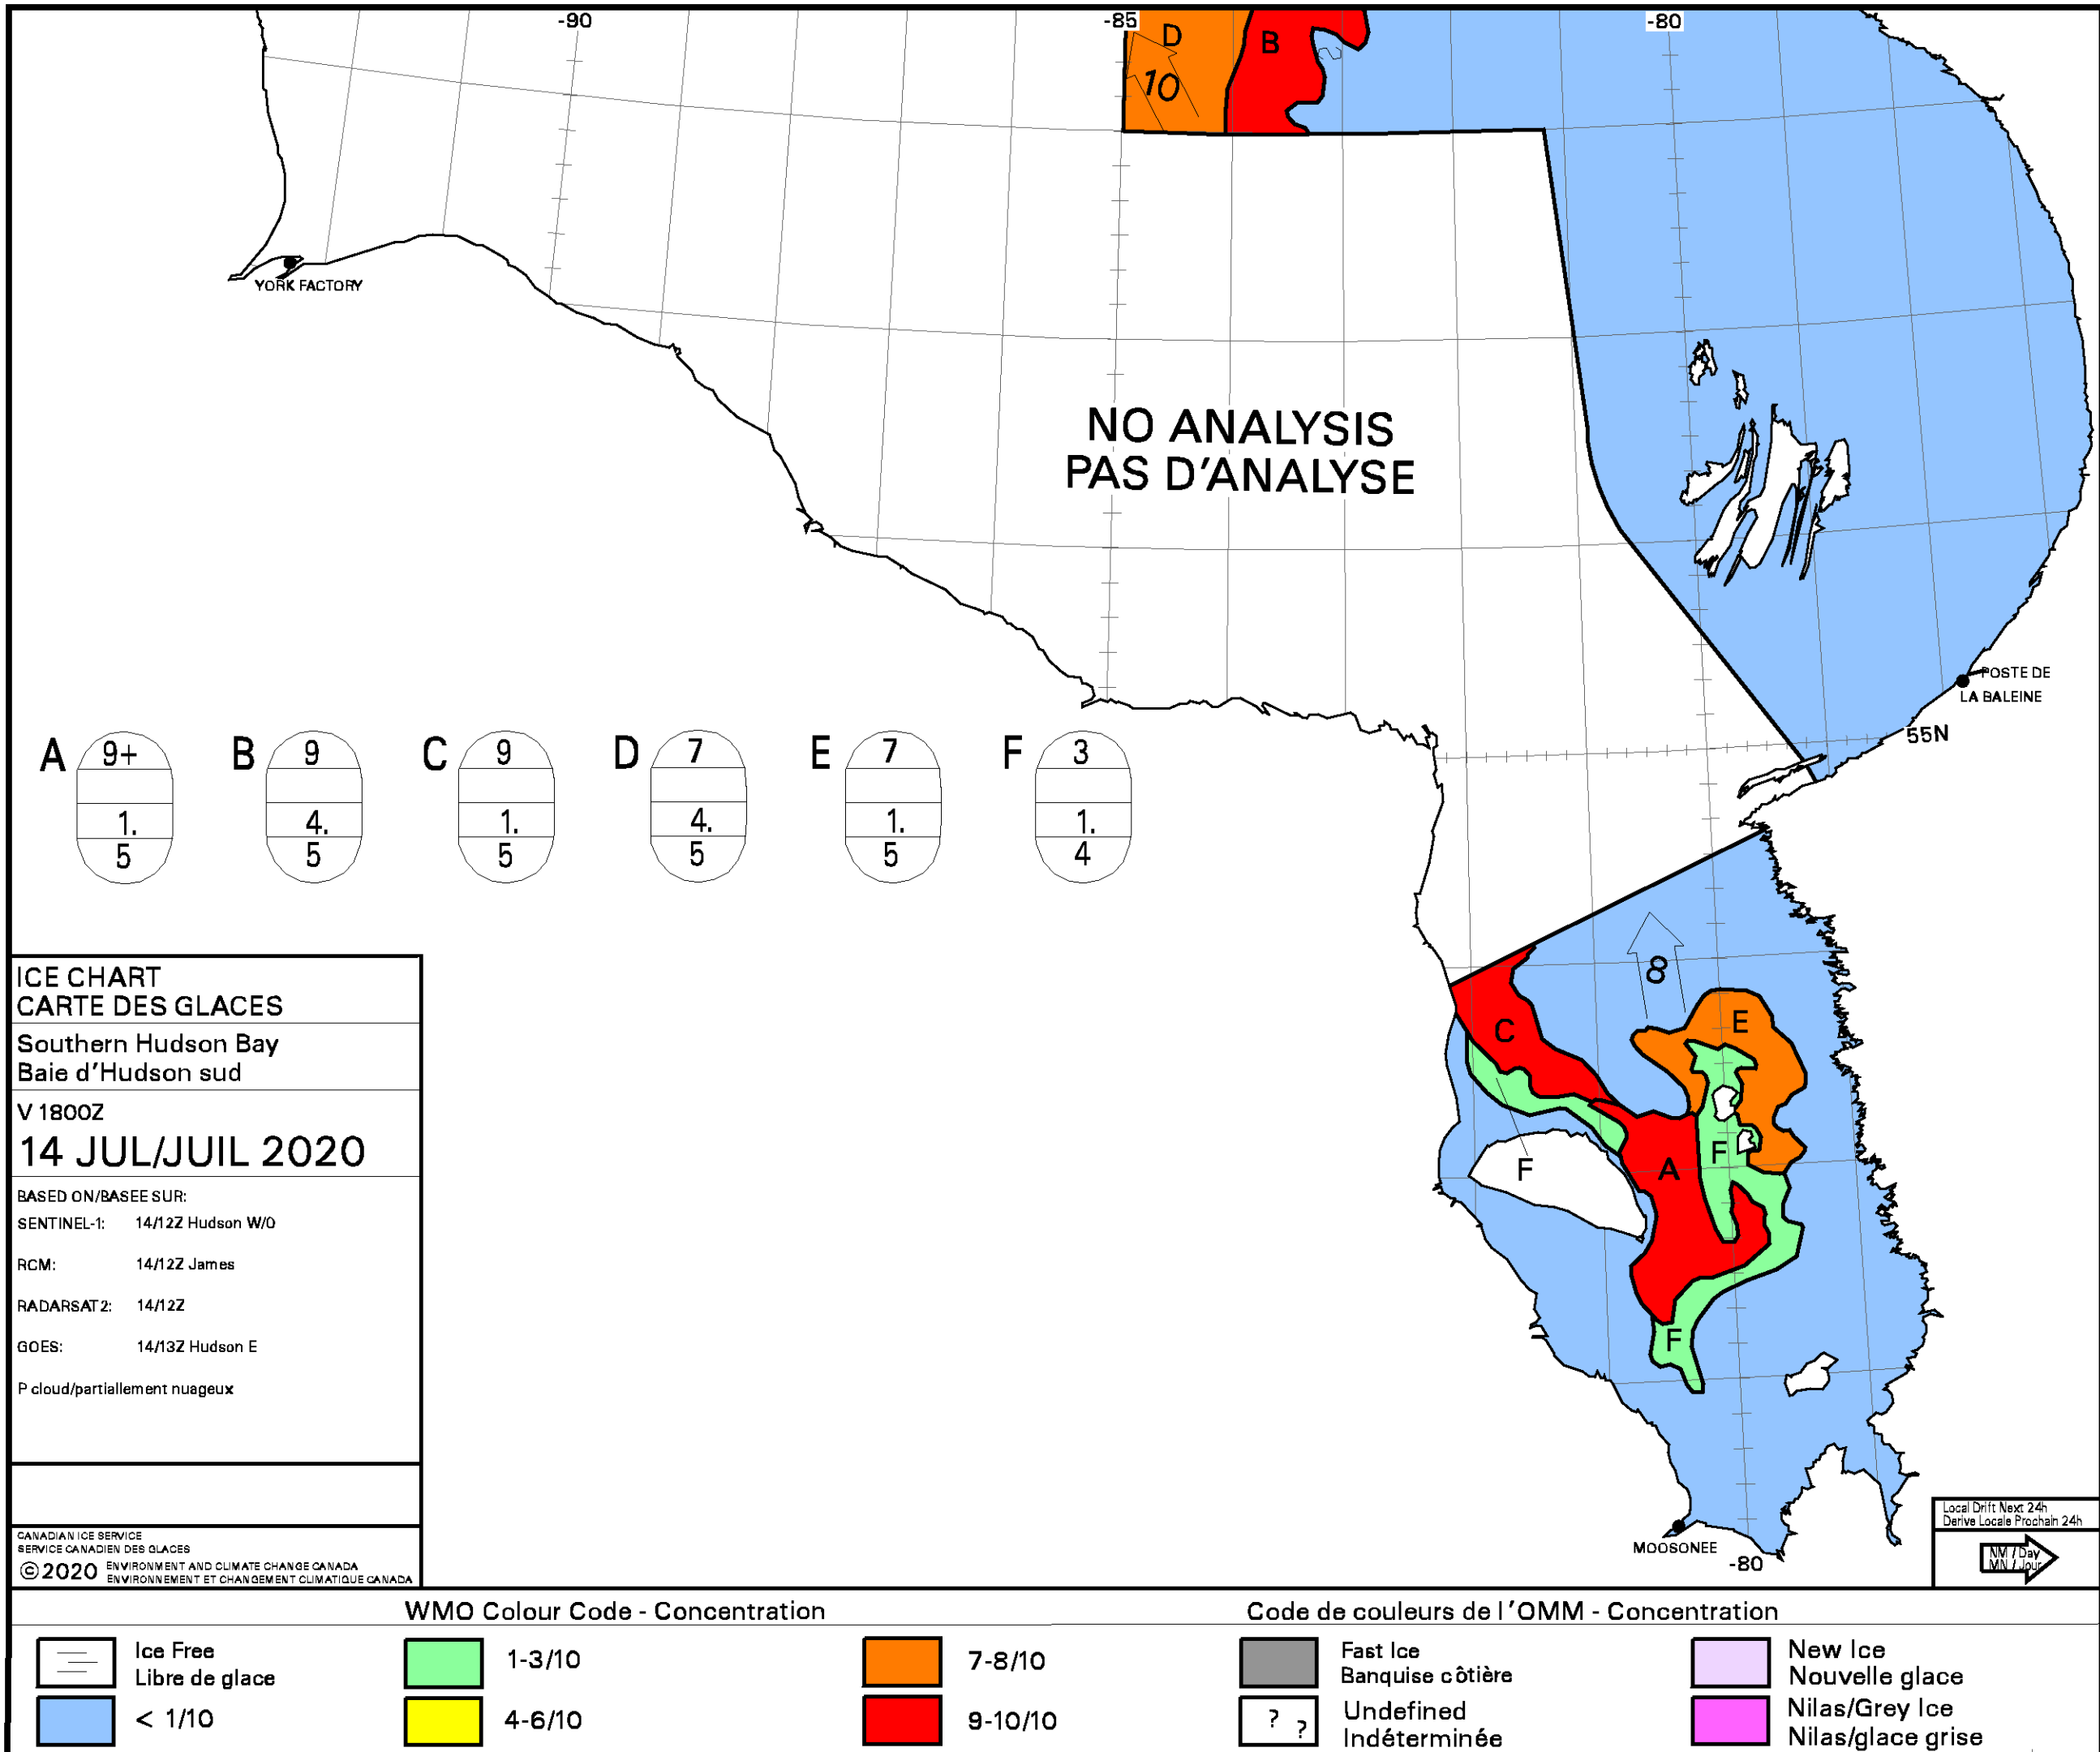 -90
-85
-80
D
B
10
YORK FACTORY
NO ANALYSIS
PAS D'ANALYSE
POSTE DE
LA BALEINE
55N
A
9+
1.
5
B
9
4.
5
C
9
1.
5
D
7
4.
5
E
7
1.
5
F
3
1.
4
8
E
C
F
A
F
F
MOOSONEE
-80
ICE CHART
CARTE DES GLACES
Southern Hudson Bay
Baie d'Hudson sud
V 1800Z
14 JUL/JUIL 2020
BASED ON/BASEE SUR:
SENTINEL-1: 14/12Z Hudson W/O
RCM: 14/12Z James
RADARSAT2: 14/12Z
GOES: 14/13Z Hudson E
P cloud/partiallement nuageux
CANADIAN ICE SERVICE
SERVICE CANADIEN DES GLACES
©2020 ENVIRONMENT AND CLIMATE CHANGE CANADA
ENVIRONNEMENT ET CHANGEMENT CLIMATIQUE CANADA
Local Drift Next 24h
Derive Locale Prochain 24h
NM / Day
MN / Jour
WMO Colour Code - Concentration
Code de couleurs de l'OMM - Concentration
Ice Free
Libre de glace
< 1/10
1-3/10
4-6/10
7-8/10
9-10/10
Fast Ice
Banquise côtière
? ?
Undefined
Indéterminée
New Ice
Nouvelle glace
Nilas/Grey Ice
Nilas/glace grise